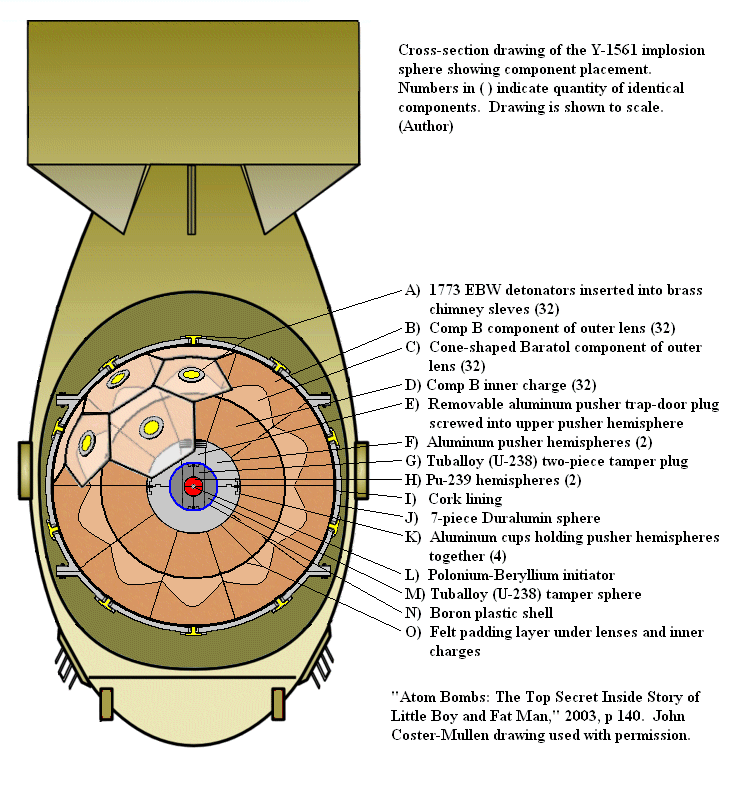 Cross-section drawing of the Y-1561 implosion
sphere showing component placement.
Numbers in ( ) indicate quantity of identical
components. Drawing is shown to scale.
(Author)
A) 1773 EBW detonators inserted into brass
chimney sleves (32)
B) Comp B component of outer lens (32)
C) Cone-shaped Baratol component of outer
lens (32)
D) Comp B inner charge (32)
E) Removable aluminum pusher trap-door plug
screwed into upper pusher hemisphere
F) Aluminum pusher hemispheres (2)
G) Tuballoy (U-238) two-piece tamper plug
H) Pu-239 hemispheres (2)
I) Cork lining
J) 7-piece Duralumin sphere
K) Aluminum cups holding pusher hemispheres
together (4)
L) Polonium-Beryllium initiator
M) Tuballoy (U-238) tamper sphere
N) Boron plastic shell
O) Felt padding layer under lenses and inner
charges
"Atom Bombs: The Top Secret Inside Story of
Little Boy and Fat Man," 2003, p 140. John
Coster-Mullen drawing used with permission.